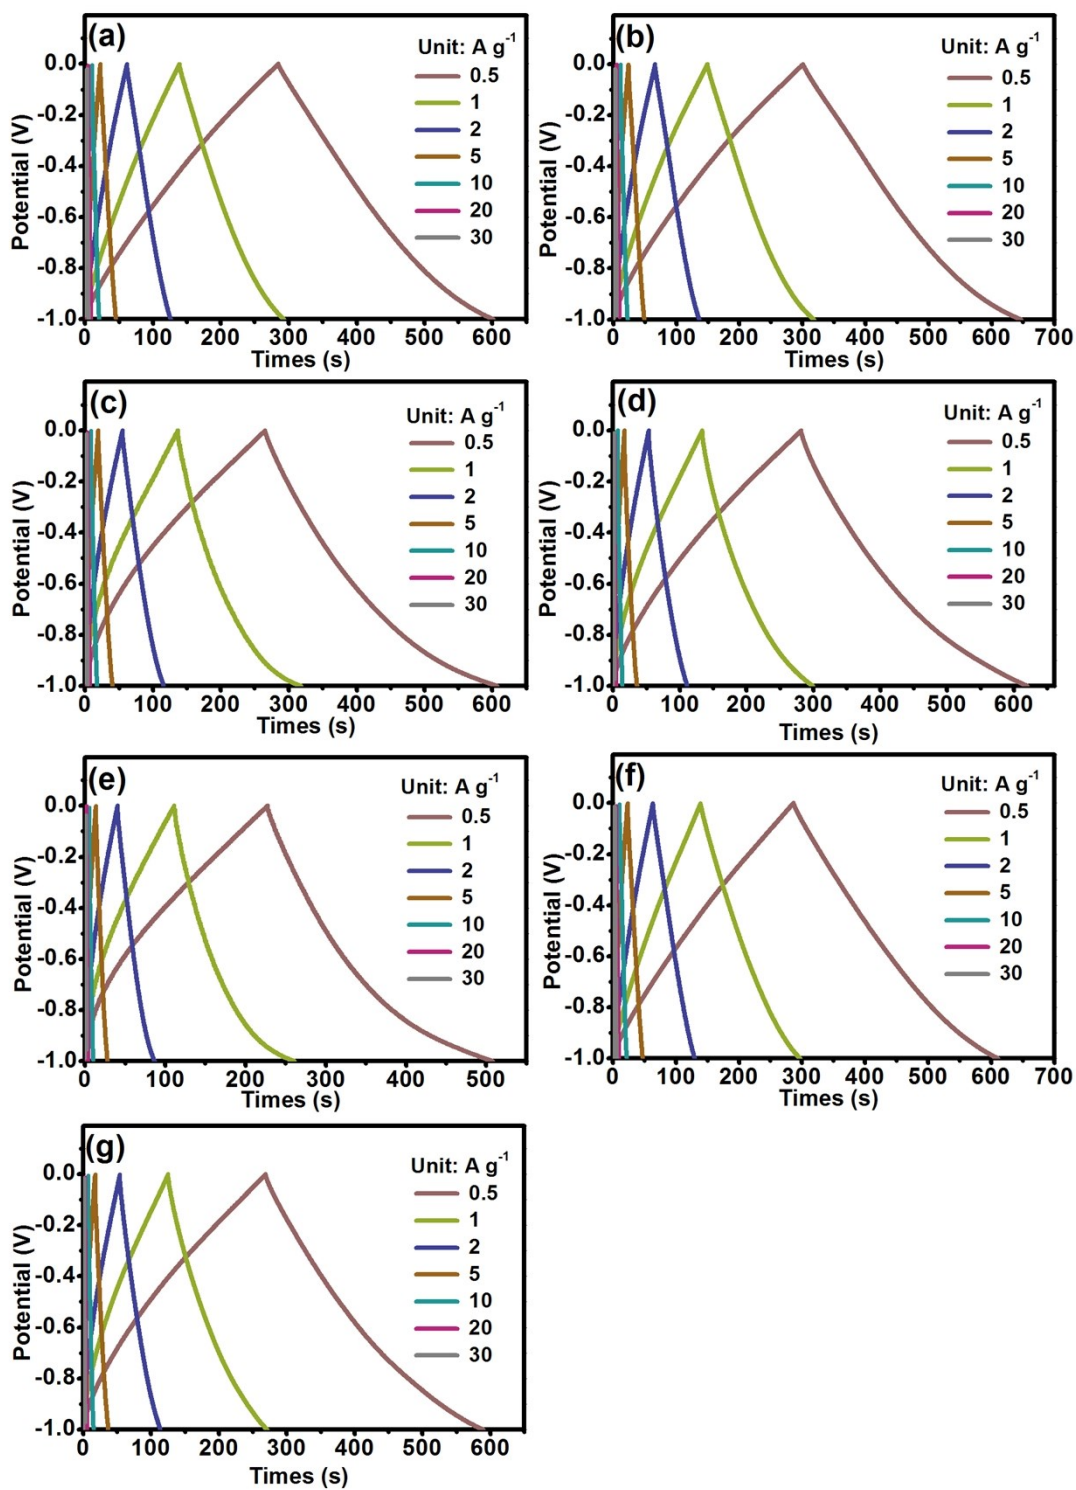 (a)
Unit: A g-1
0.5
1
2
5
10
20
30
0.0
-0.2
-0.4
-0.6
-0.8
-1.0
Potential (V)
0 100 200 300 400 500 600
Times (s)
(b)
Unit: A g-1
0.5
1
2
5
10
20
30
0.0
-0.2
-0.4
-0.6
-0.8
-1.0
Potential (V)
0 100 200 300 400 500 600 700
Times (s)
(c)
Unit: A g-1
0.5
1
2
5
10
20
30
0.0
-0.2
-0.4
-0.6
-0.8
-1.0
Potential (V)
0 100 200 300 400 500 600
Times (s)
(d)
Unit: A g-1
0.5
1
2
5
10
20
30
0.0
-0.2
-0.4
-0.6
-0.8
-1.0
Potential (V)
0 100 200 300 400 500 600
Times (s)
(e)
Unit: A g-1
0.5
1
2
5
10
20
30
0.0
-0.2
-0.4
-0.6
-0.8
-1.0
Potential (V)
0 100 200 300 400 500
Times (s)
(f)
Unit: A g-1
0.5
1
2
5
10
20
30
0.0
-0.2
-0.4
-0.6
-0.8
-1.0
Potential (V)
0 100 200 300 400 500 600 700
Times (s)
(g)
Unit: A g-1
0.5
1
2
5
10
20
30
0.0
-0.2
-0.4
-0.6
-0.8
-1.0
Potential (V)
0 100 200 300 400 500 600
Times (s)